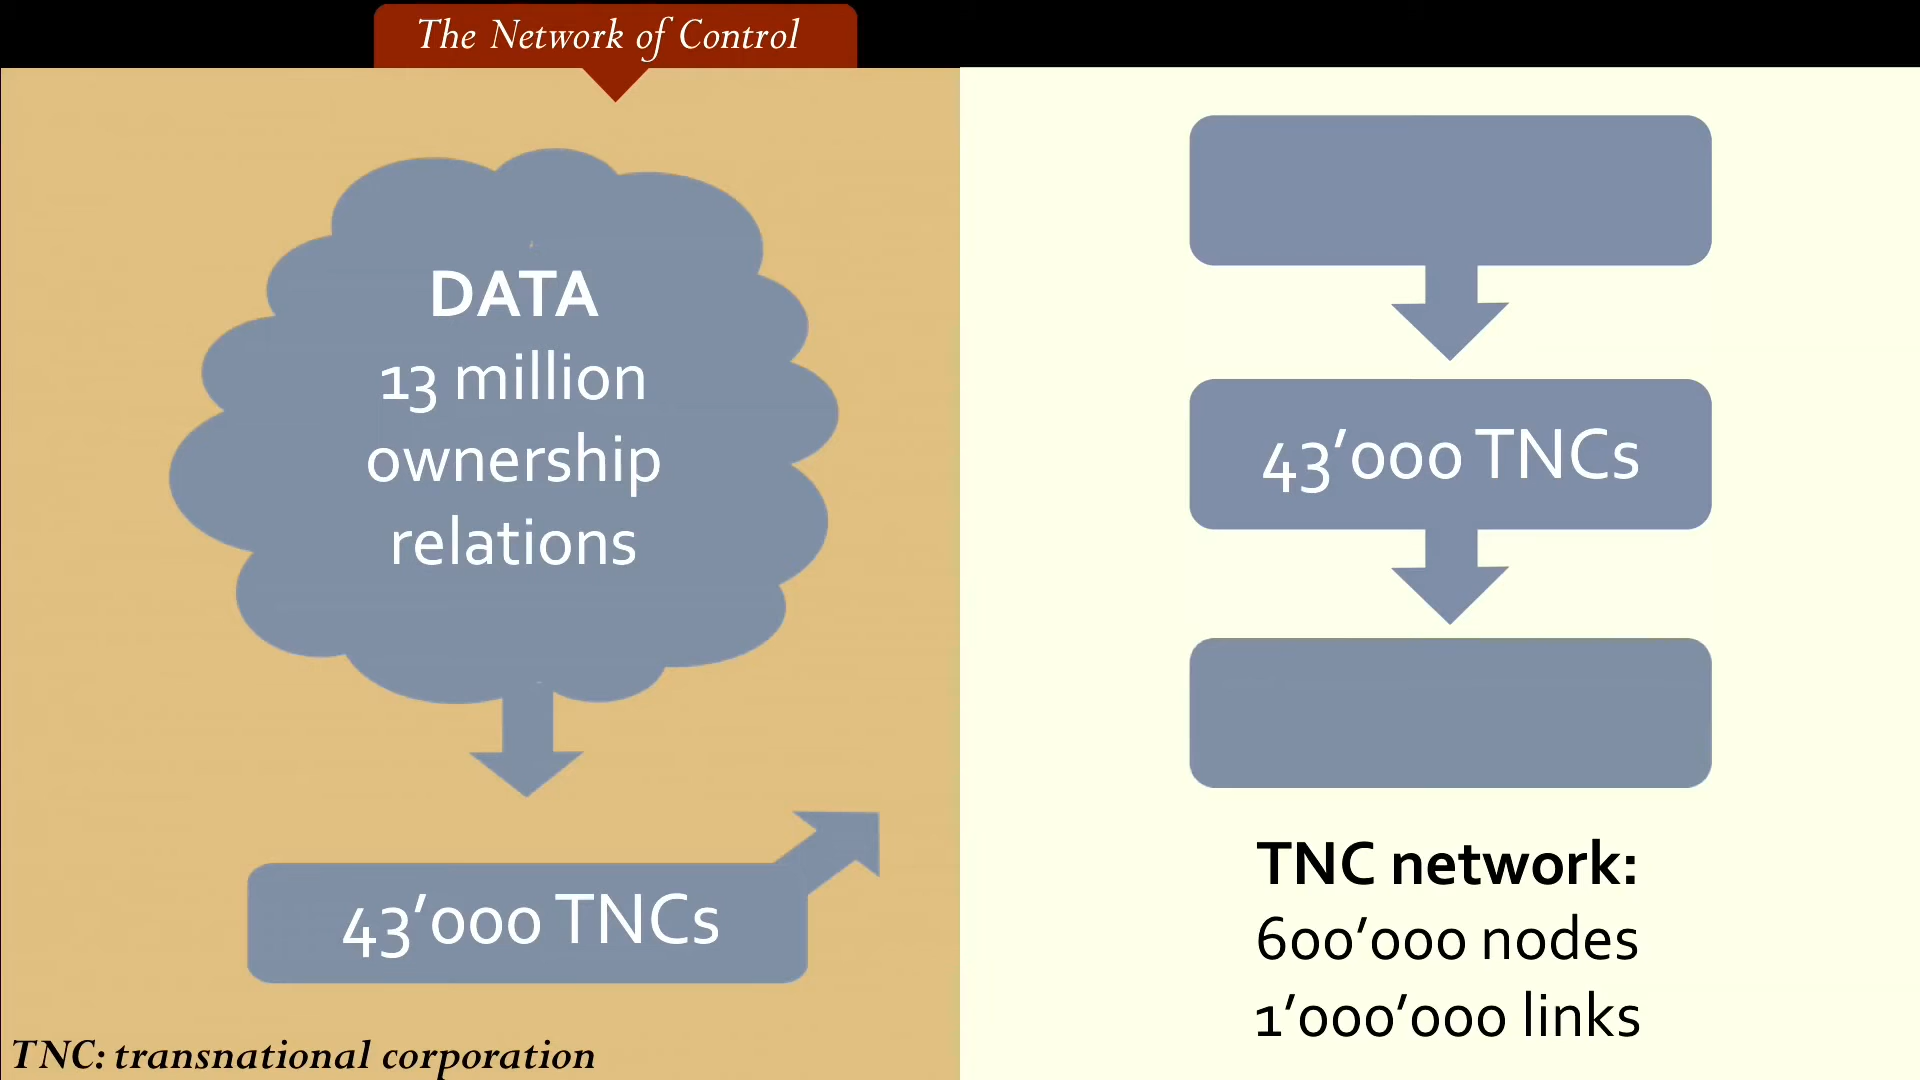 The Network of Control
DATA
13 million
ownership
relations
43’000 TNCs
TNC: transnational corporation
43’000 TNCs
TNC network:
600’000 nodes
1’000’000 links